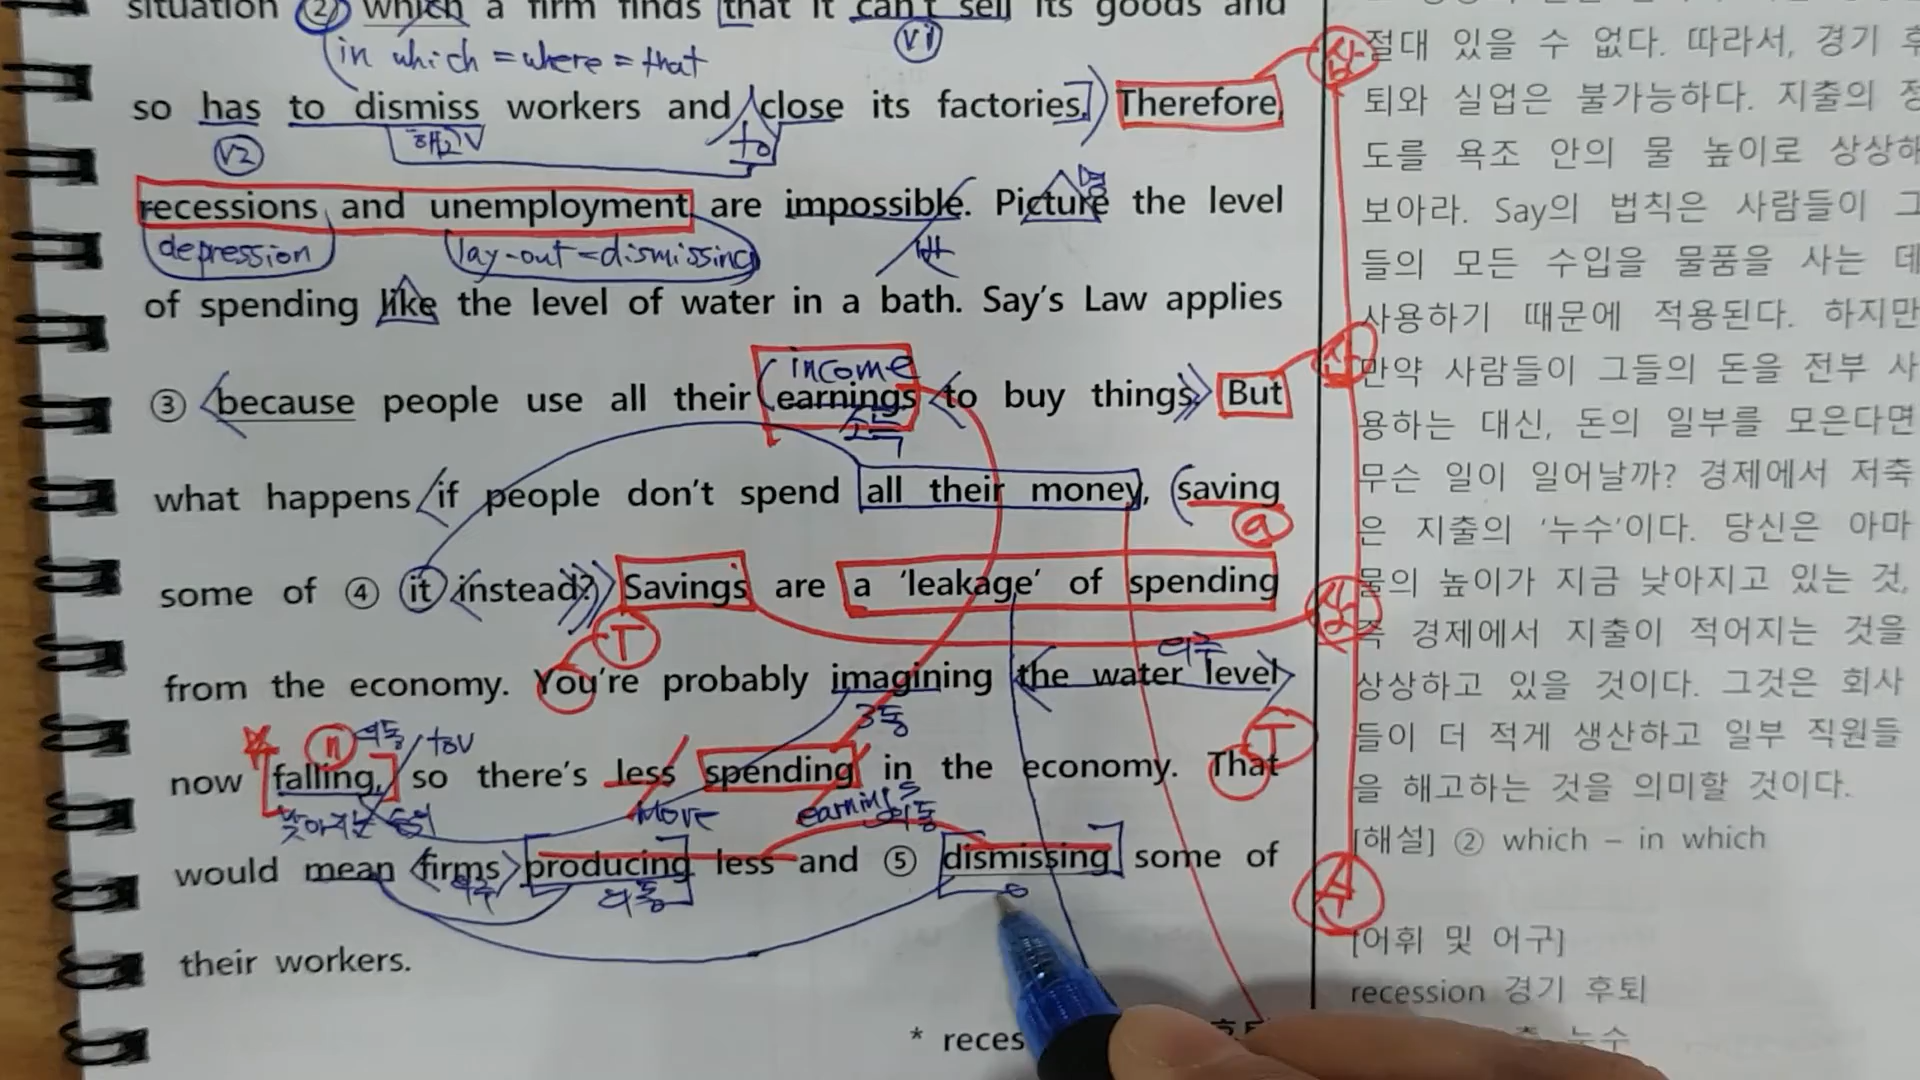 situation ② which a firm finds that it can't sell its goods and
in which = where = that
v1
so has to dismiss workers and close its factories. Therefore,
v2
해고
to
recessions and unemployment are impossible. Picture the level
depression
lay-out=dismissing
of spending like the level of water in a bath. Say's Law applies
income
③ because people use all their earnings to buy things. But
소득
what happens if people don't spend all their money, saving
a
some of ④ it instead? Savings are a 'leakage' of spending
T
from the economy. You're probably imagining the water level
n
toV
T
now falling, so there's less spending in the economy. That
move
earnings
would mean firms producing less and ⑤ dismissing some of
their workers.
* reces
절대 있을 수 없다. 따라서, 경기 후
퇴와 실업은 불가능하다. 지출의 정
도를 욕조 안의 물 높이로 상상해
보아라. Say의 법칙은 사람들이 그
들의 모든 수입을 물품을 사는 데
사용하기 때문에 적용된다. 하지만
만약 사람들이 그들의 돈을 전부 사
용하는 대신, 돈의 일부를 모은다면
무슨 일이 일어날까? 경제에서 저축
은 지출의 '누수'이다. 당신은 아마
물의 높이가 지금 낮아지고 있는 것,
즉 경제에서 지출이 적어지는 것을
상상하고 있을 것이다. 그것은 회사
들이 더 적게 생산하고 일부 직원들
을 해고하는 것을 의미할 것이다.
[해설] ② which – in which
[어휘 및 어구]
recession 경기 후퇴
누수